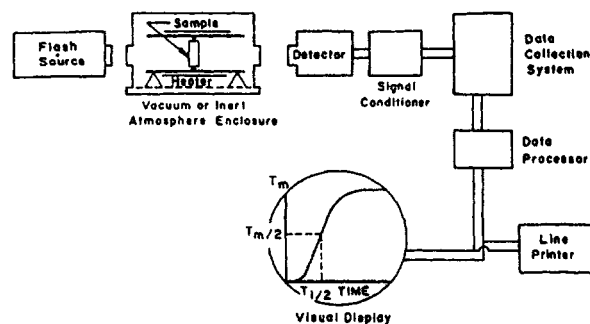 Flash
Source
Sample
Heater
Vacuum or Inert
Atmosphere Enclosure
Detector
Signal
Conditioner
Data
Collection
System
Data
Processor
Line
Printer
Tm
Tm/2
T1/2 TIME
Visual Display